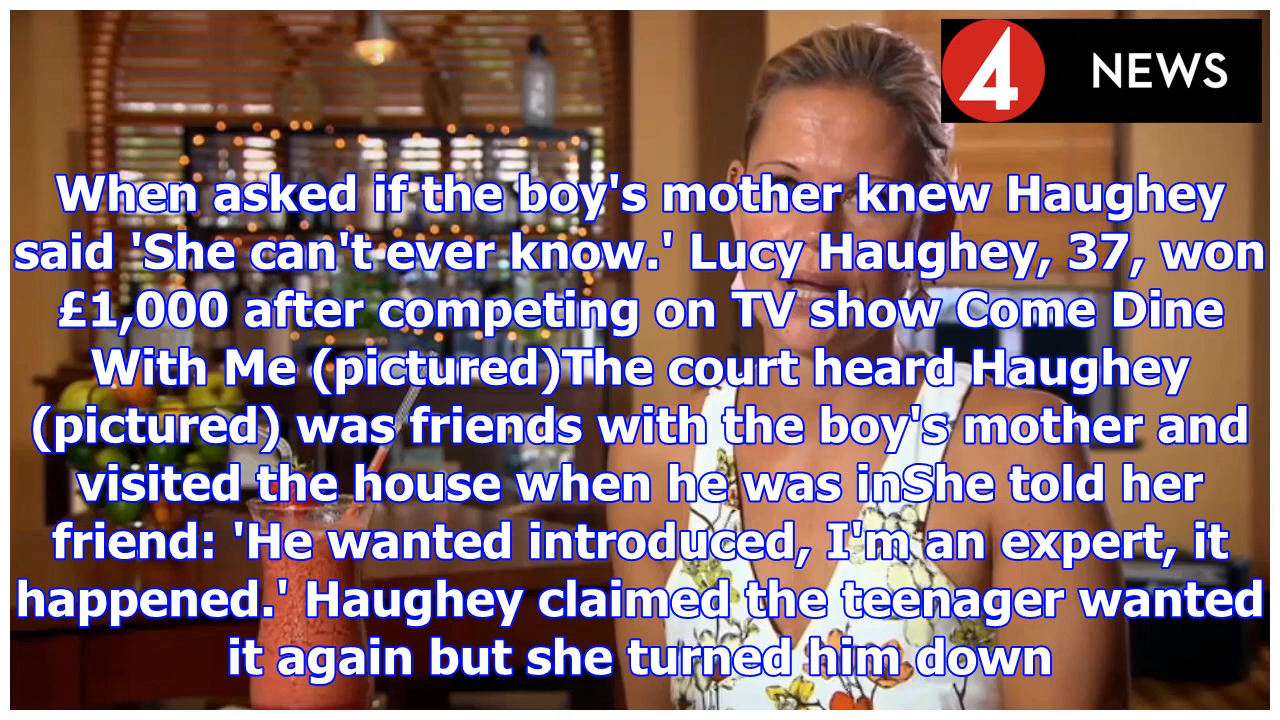 4 NEWS
When asked if the boy's mother knew Haughey
said 'She can't ever know.' Lucy Haughey, 37, won
£1,000 after competing on TV show Come Dine
With Me (pictured)The court heard Haughey
(pictured) was friends with the boy's mother and
visited the house when he was inShe told her
friend: 'He wanted introduced, I'm an expert, it
happened.' Haughey claimed the teenager wanted
it again but she turned him down